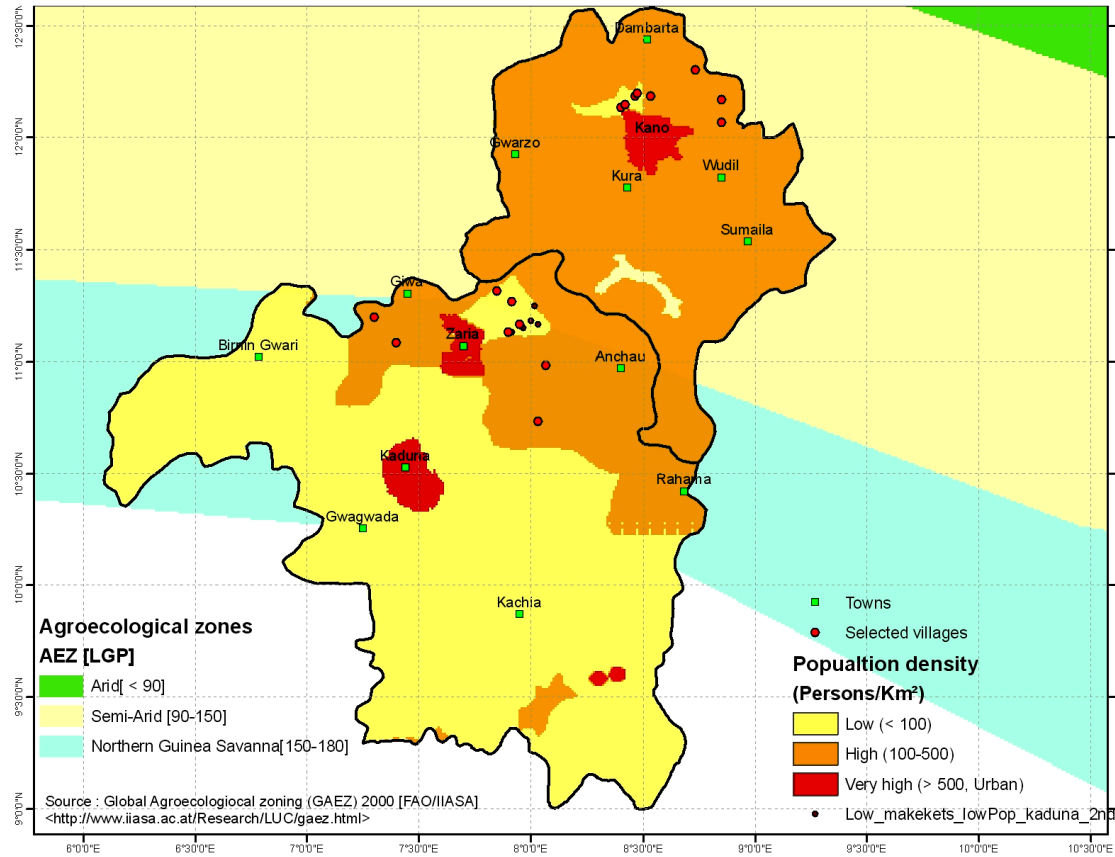 12°30'0"N
12°0'0"N
11°30'0"N
11°0'0"N
10°30'0"N
10°0'0"N
9°30'0"N
9°0'0"N
Dambarta
Kano
Gwarzo
Wudil
Kura
Sumaila
Giwa
Zaria
Birnin Gwari
Anchau
Kaduna
Rahama
Gwagwada
Kachia
Agroecological zones
AEZ [LGP]
Arid[ < 90]
Semi-Arid [90-150]
Northern Guinea Savanna[150-180]
Source : Global Agroecologiocal zoning (GAEZ) 2000 [FAO/IIASA]
<http://www.iiasa.ac.at/Research/LUC/gaez.html>
Towns
Selected villages
Popualtion density
(Persons/Km²)
Low (< 100)
High (100-500)
Very high (> 500, Urban)
Low_makekets_lowPop_kaduna_2nd
6°0'0"E 6°30'0"E 7°0'0"E 7°30'0"E 8°0'0"E 8°30'0"E 9°0'0"E 9°30'0"E 10°0'0"E 10°30'0"E